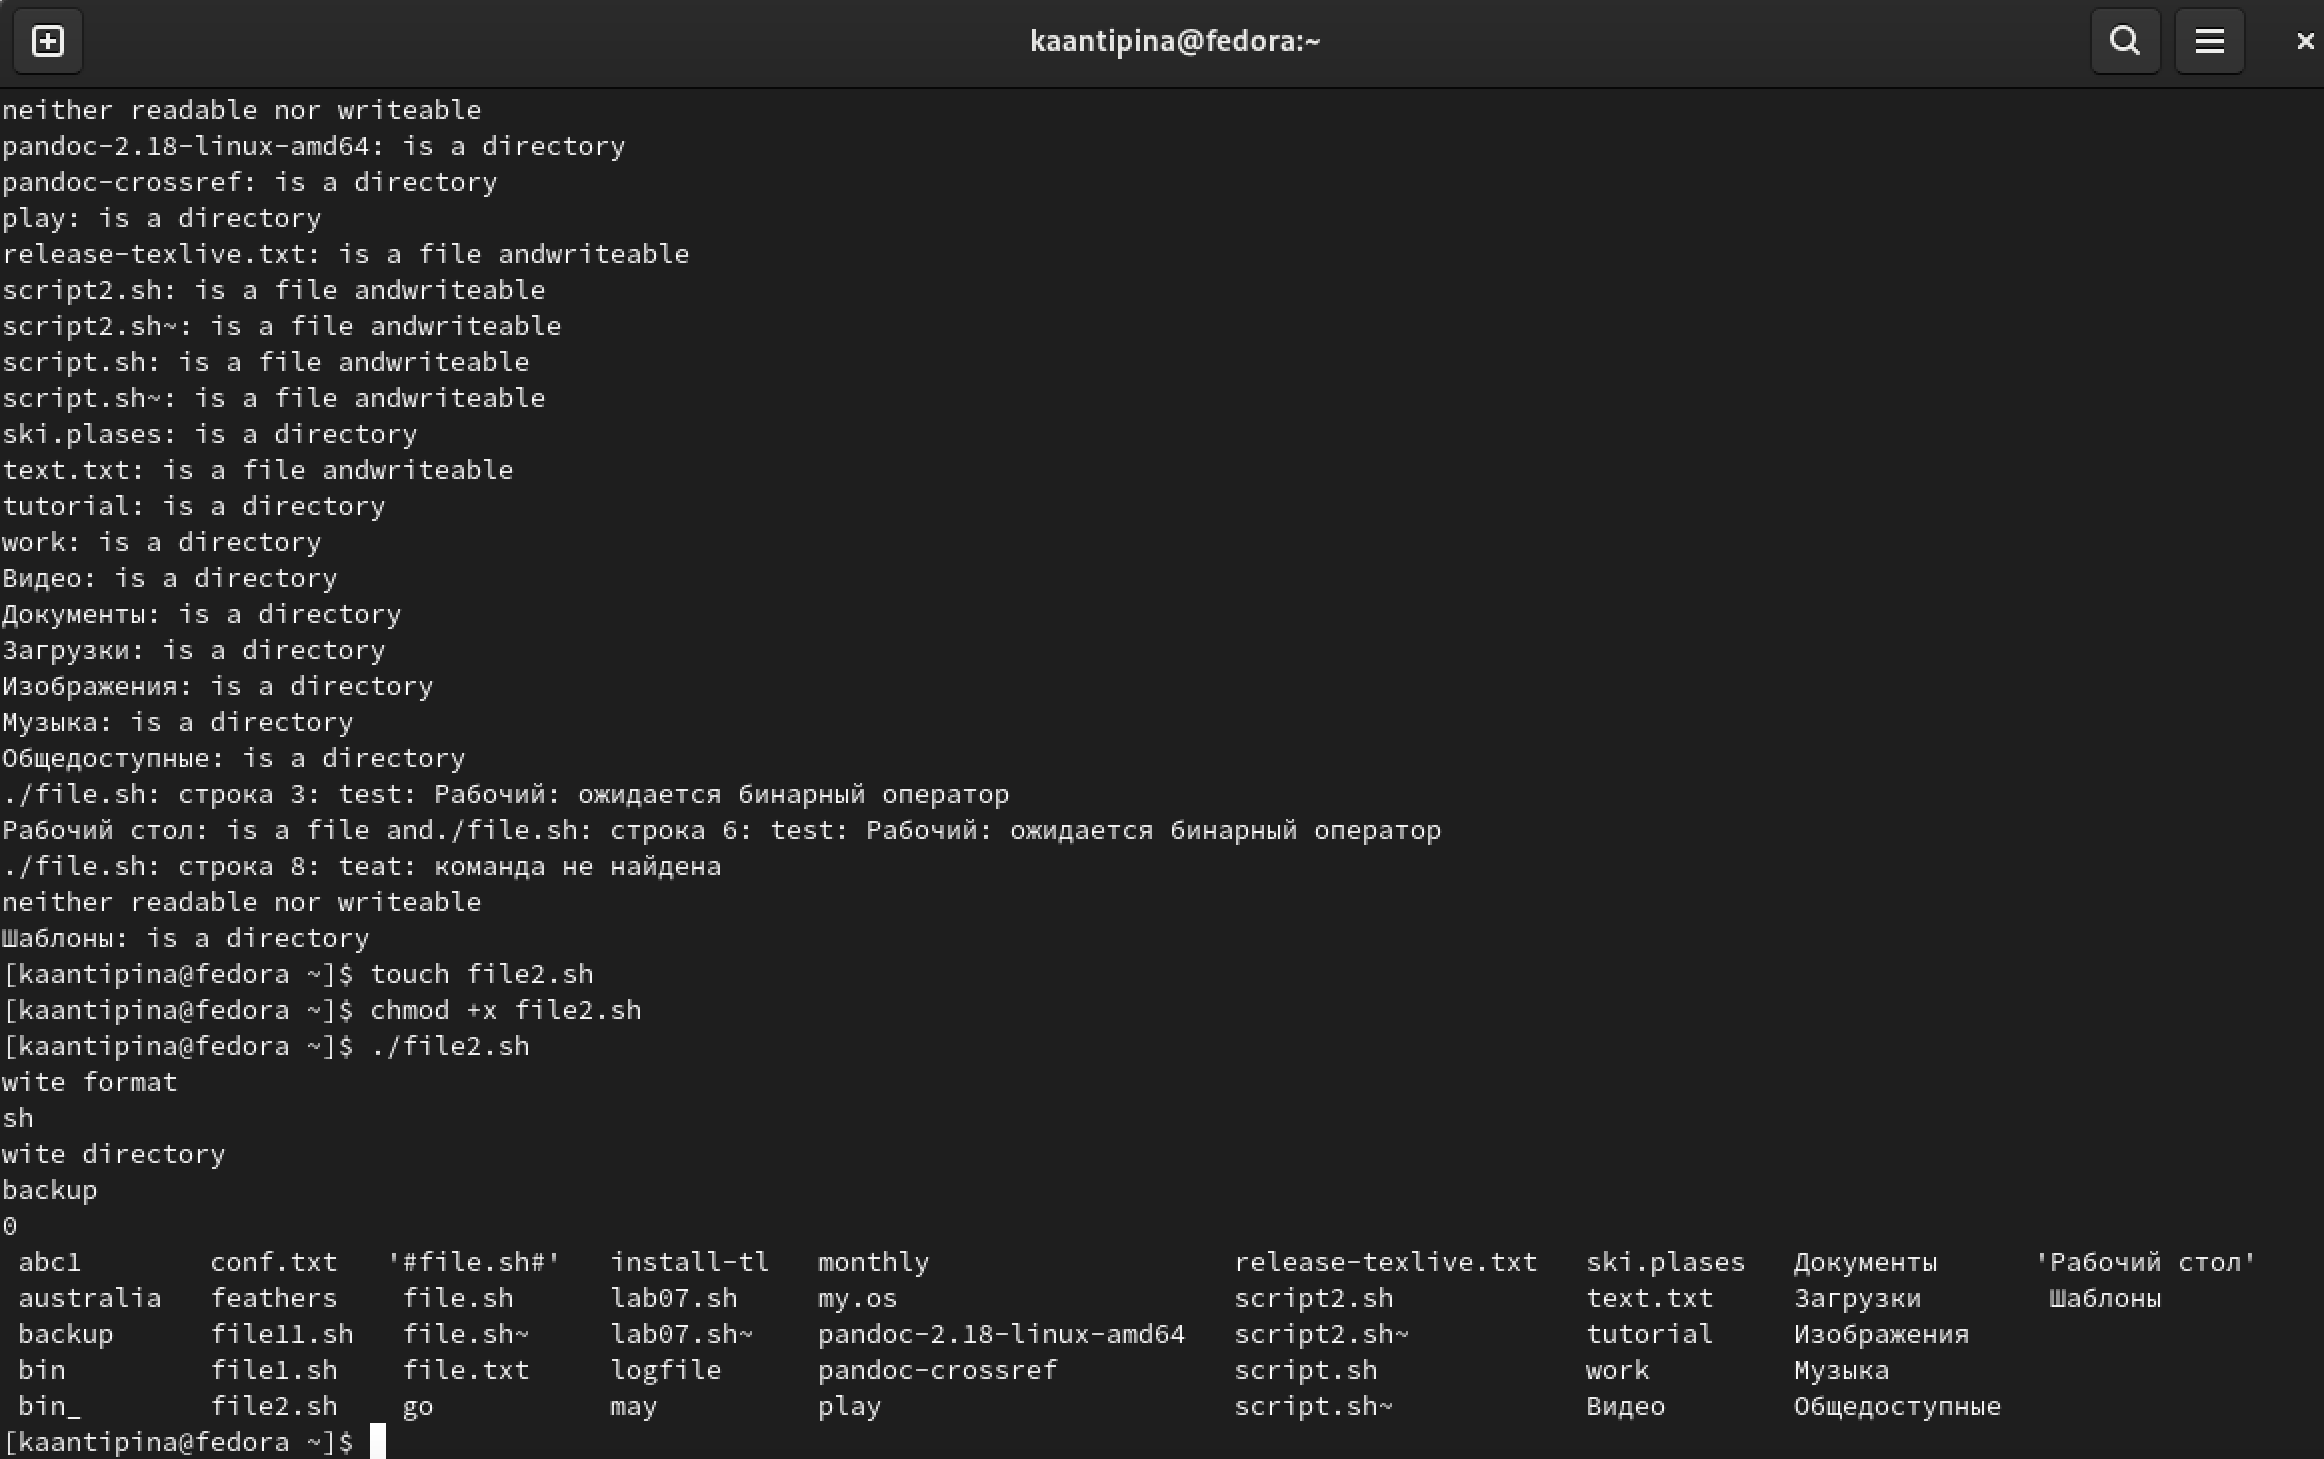 kaantipina@fedora:~
neither readable nor writeable
pandoc-2.18-linux-amd64: is a directory
pandoc-crossref: is a directory
play: is a directory
release-texlive.txt: is a file andwriteable
script2.sh: is a file andwriteable
script2.sh~: is a file andwriteable
script.sh: is a file andwriteable
script.sh~: is a file andwriteable
ski.plases: is a directory
text.txt: is a file andwriteable
tutorial: is a directory
work: is a directory
Видео: is a directory
Документы: is a directory
Загрузки: is a directory
Изображения: is a directory
Музыка: is a directory
Общедоступные: is a directory
./file.sh: строка 3: test: Рабочий: ожидается бинарный оператор
Рабочий стол: is a file and./file.sh: строка 6: test: Рабочий: ожидается бинарный оператор
./file.sh: строка 8: teat: команда не найдена
neither readable nor writeable
Шаблоны: is a directory
[kaantipina@fedora ~]$ touch file2.sh
[kaantipina@fedora ~]$ chmod +x file2.sh
[kaantipina@fedora ~]$ ./file2.sh
wite format
sh
wite directory
backup
0
abc1 conf.txt '#file.sh#' install-tl monthly release-texlive.txt ski.plases Документы 'Рабочий стол'
australia feathers file.sh lab07.sh my.os script2.sh text.txt Загрузки Шаблоны
backup file11.sh file.sh~ lab07.sh~ pandoc-2.18-linux-amd64 script2.sh~ tutorial Изображения
bin file1.sh file.txt logfile pandoc-crossref script.sh work Музыка
bin_ file2.sh go may play script.sh~ Видео Общедоступные
[kaantipina@fedora ~]$